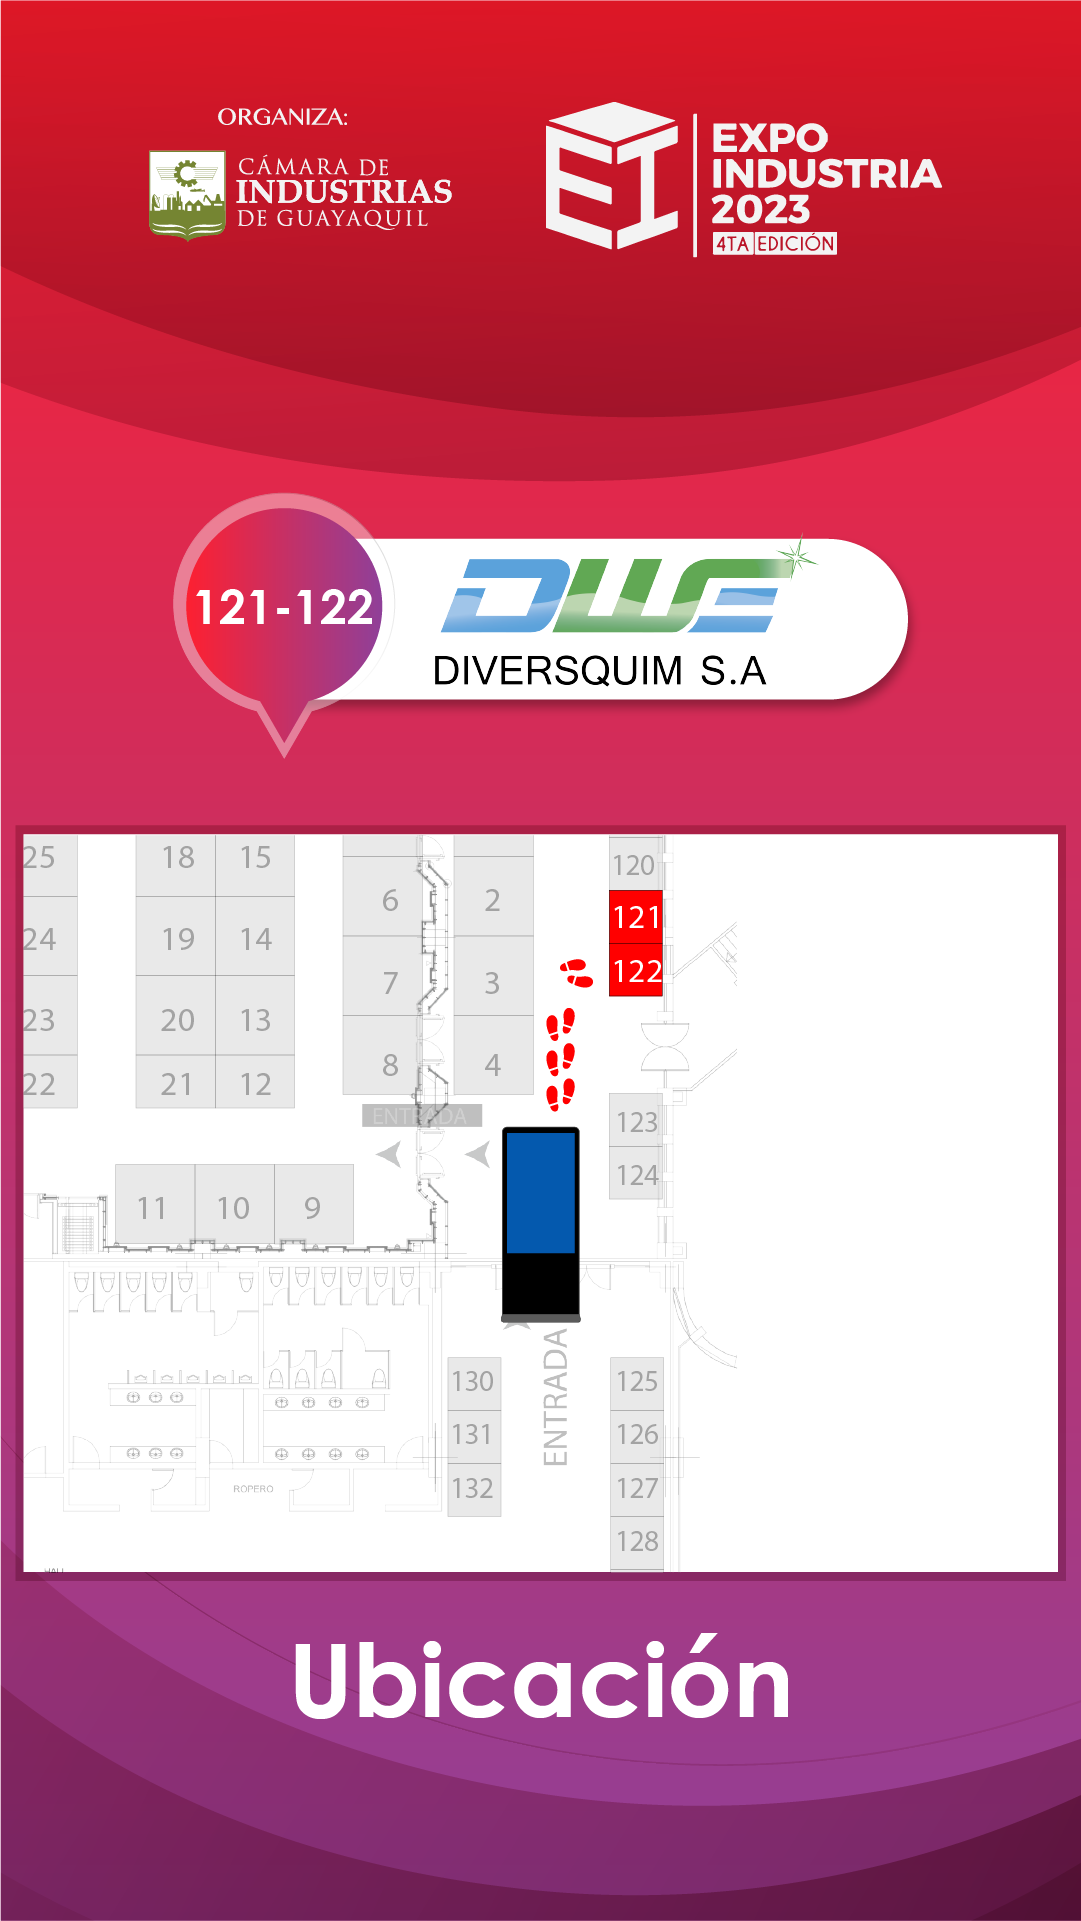 ORGANIZA:
CÁMARA DE
INDUSTRIAS
DE GUAYAQUIL
EXPO
INDUSTRIA
2023
4TA EDICIÓN
121-122
DWE
DIVERSQUIM S.A
25 18 15 120
6 2 121
24 19 14
7 3 122
23 20 13
8 4
22 21 12
ENTRADA
123
124
11 10 9
ENTRADA
130 125
131 126
132 127
ROPERO
128
HALL
Ubicación